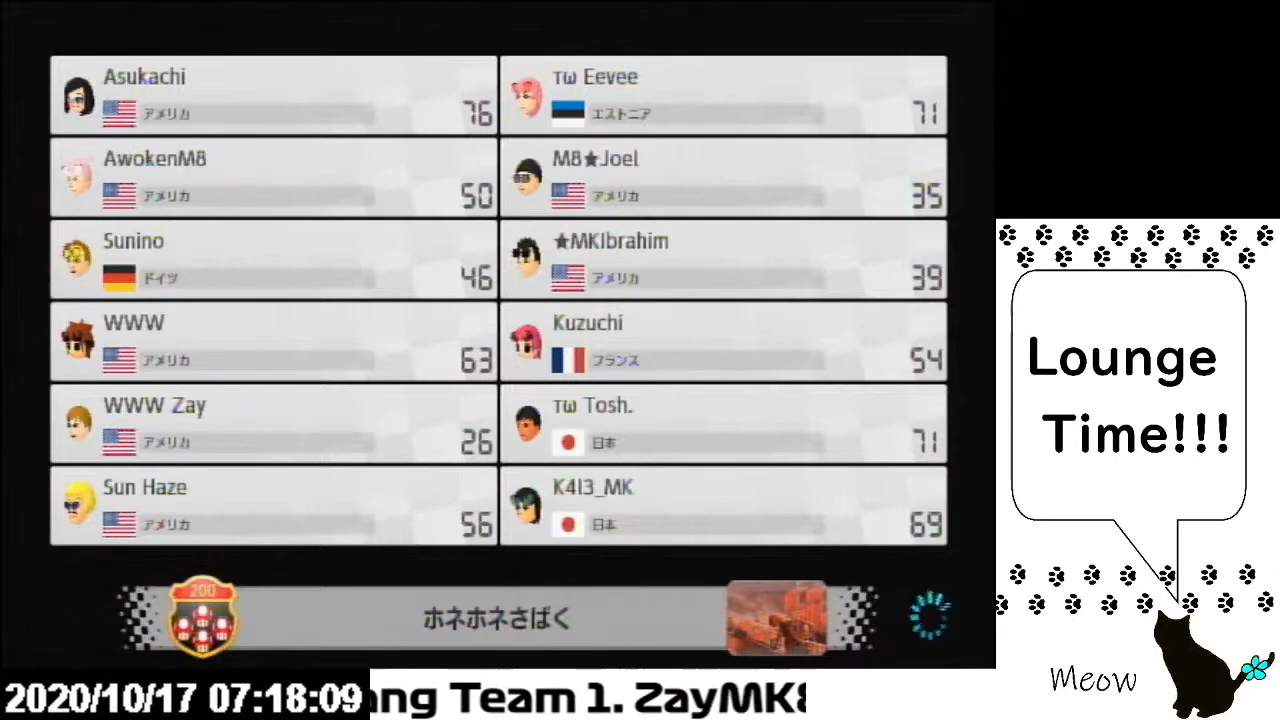 Asukachi
アメリカ 76
τω Eevee
エストニア 71
AwokenM8
アメリカ 50
M8★Joel
アメリカ 35
Sunino
ドイツ 46
★MKIbrahim
アメリカ 39
WWW
アメリカ 63
Kuzuchi
フランス 54
WWW Zay
アメリカ 26
τω Tosh.
日本 71
Sun Haze
アメリカ 56
K4I3_MK
日本 69
200
ホネホネさばく
Lounge
Time!!!
Meow
2020/10/17 07:18:09
ang Team 1. ZayMK8